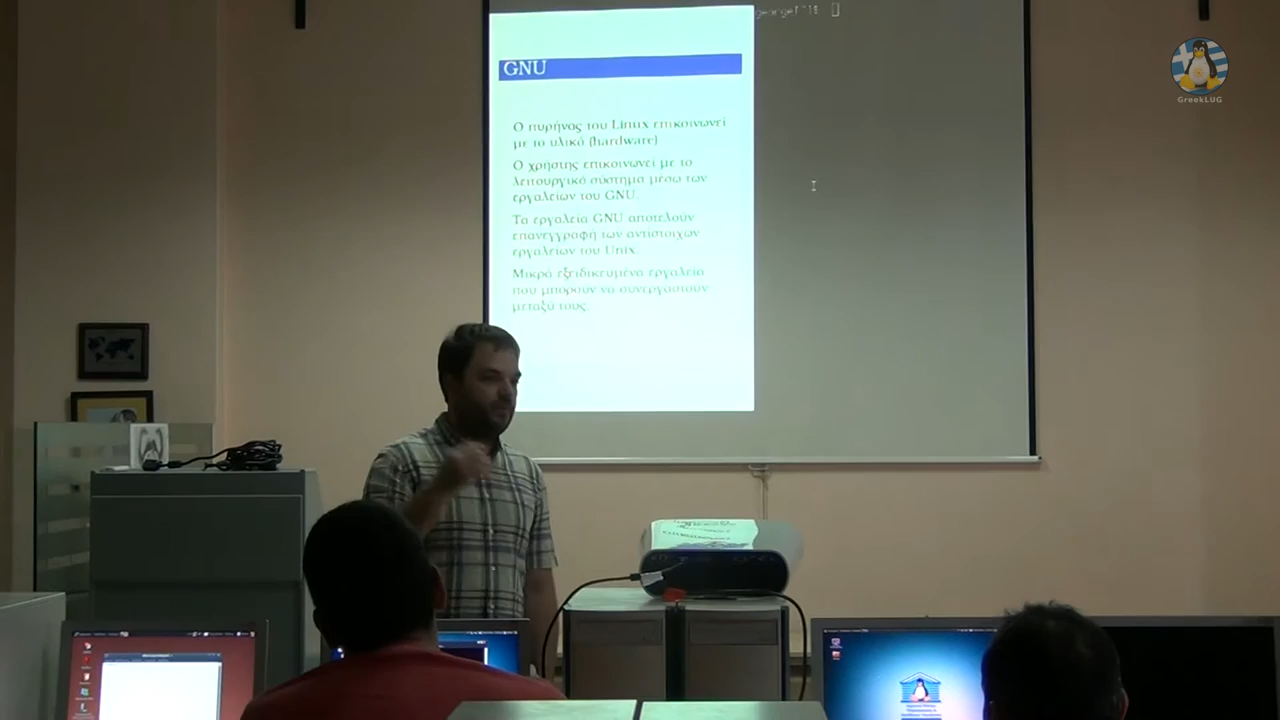 GNU
Ο πυρήνας του Linux επικοινωνεί
με το υλικό (hardware)
Ο χρήστης επικοινωνεί με το
λειτουργικό σύστημα μέσω των
εργαλείων του GNU.
Τα εργαλεία GNU αποτελούν
επανεγγραφή των αντιστοιχων
εργαλείων του Unix.
Μικρά εξειδικευμένα εργαλεία
που μπορούν να συνεργαστούν
μεταξύ τους.
GreekLUG